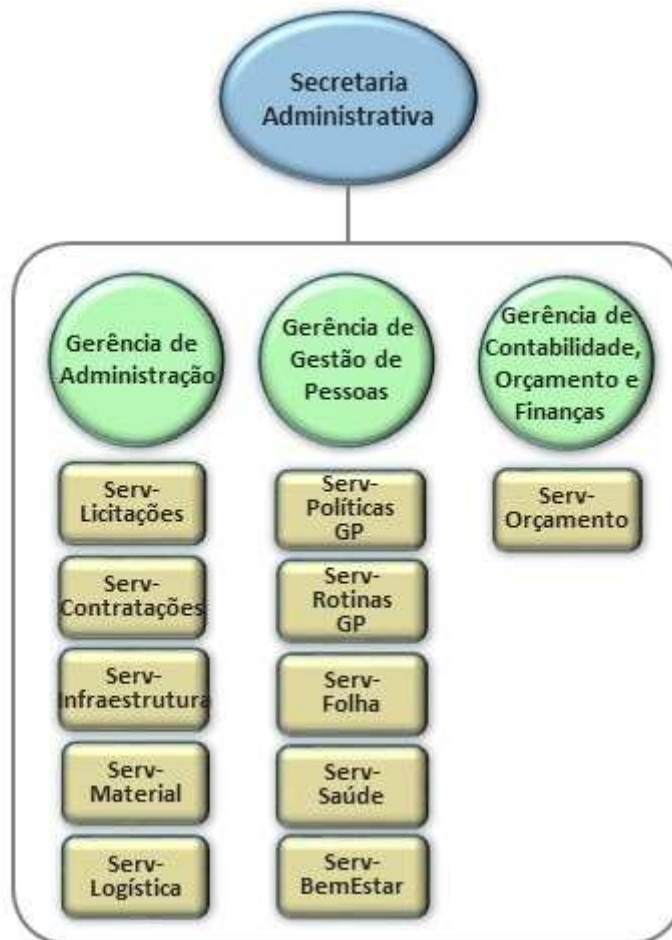 Secretaria
Administrativa
Gerência de
Administração
Serv-
Licitações
Serv-
Contratações
Serv-
Infraestrutura
Serv-
Material
Serv-
Logística
Gerência de
Gestão de
Pessoas
Serv-
Políticas
GP
Serv-
Rotinas
GP
Serv-
Folha
Serv-
Saúde
Serv-
BemEstar
Gerência de
Contabilidade,
Orçamento e
Finanças
Serv-
Orçamento